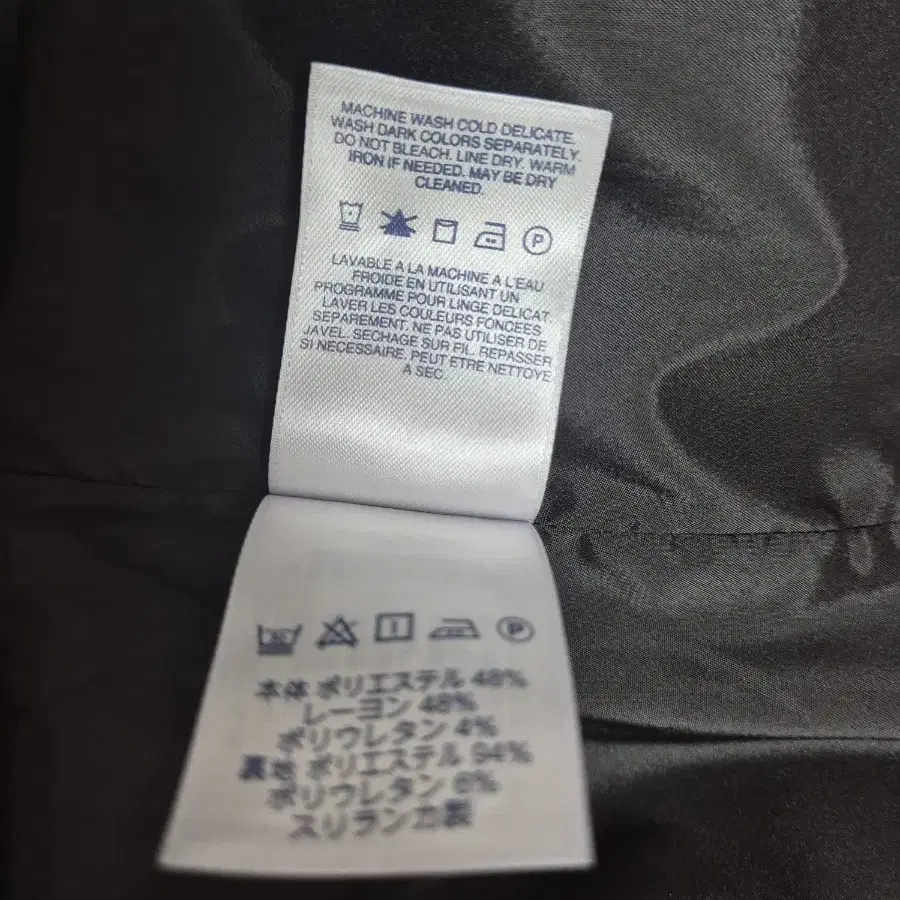 MACHINE WASH COLD DELICATE.
WASH DARK COLORS SEPARATELY.
DO NOT BLEACH. LINE DRY. WARM
IRON IF NEEDED. MAY BE DRY
CLEANED.
P
LAVABLE A LA MACHINE A L'EAU
FROIDE EN UTILISANT UN
PROGRAMME POUR LINGE DELICAT.
LAVER LES COULEURS FONCEES
SEPAREMENT. NE PAS UTILISER DE
JAVEL. SECHAGE SUR FIL. REPASSER
SI NECESSAIRE. PEUT ETRE NETTOYE
A SEC.
P
本体 ポリエステル 48%
レーヨン 48%
ポリウレタン 4%
裏地 ポリエステル 94%
ポリウレタン 6%
スリランカ製